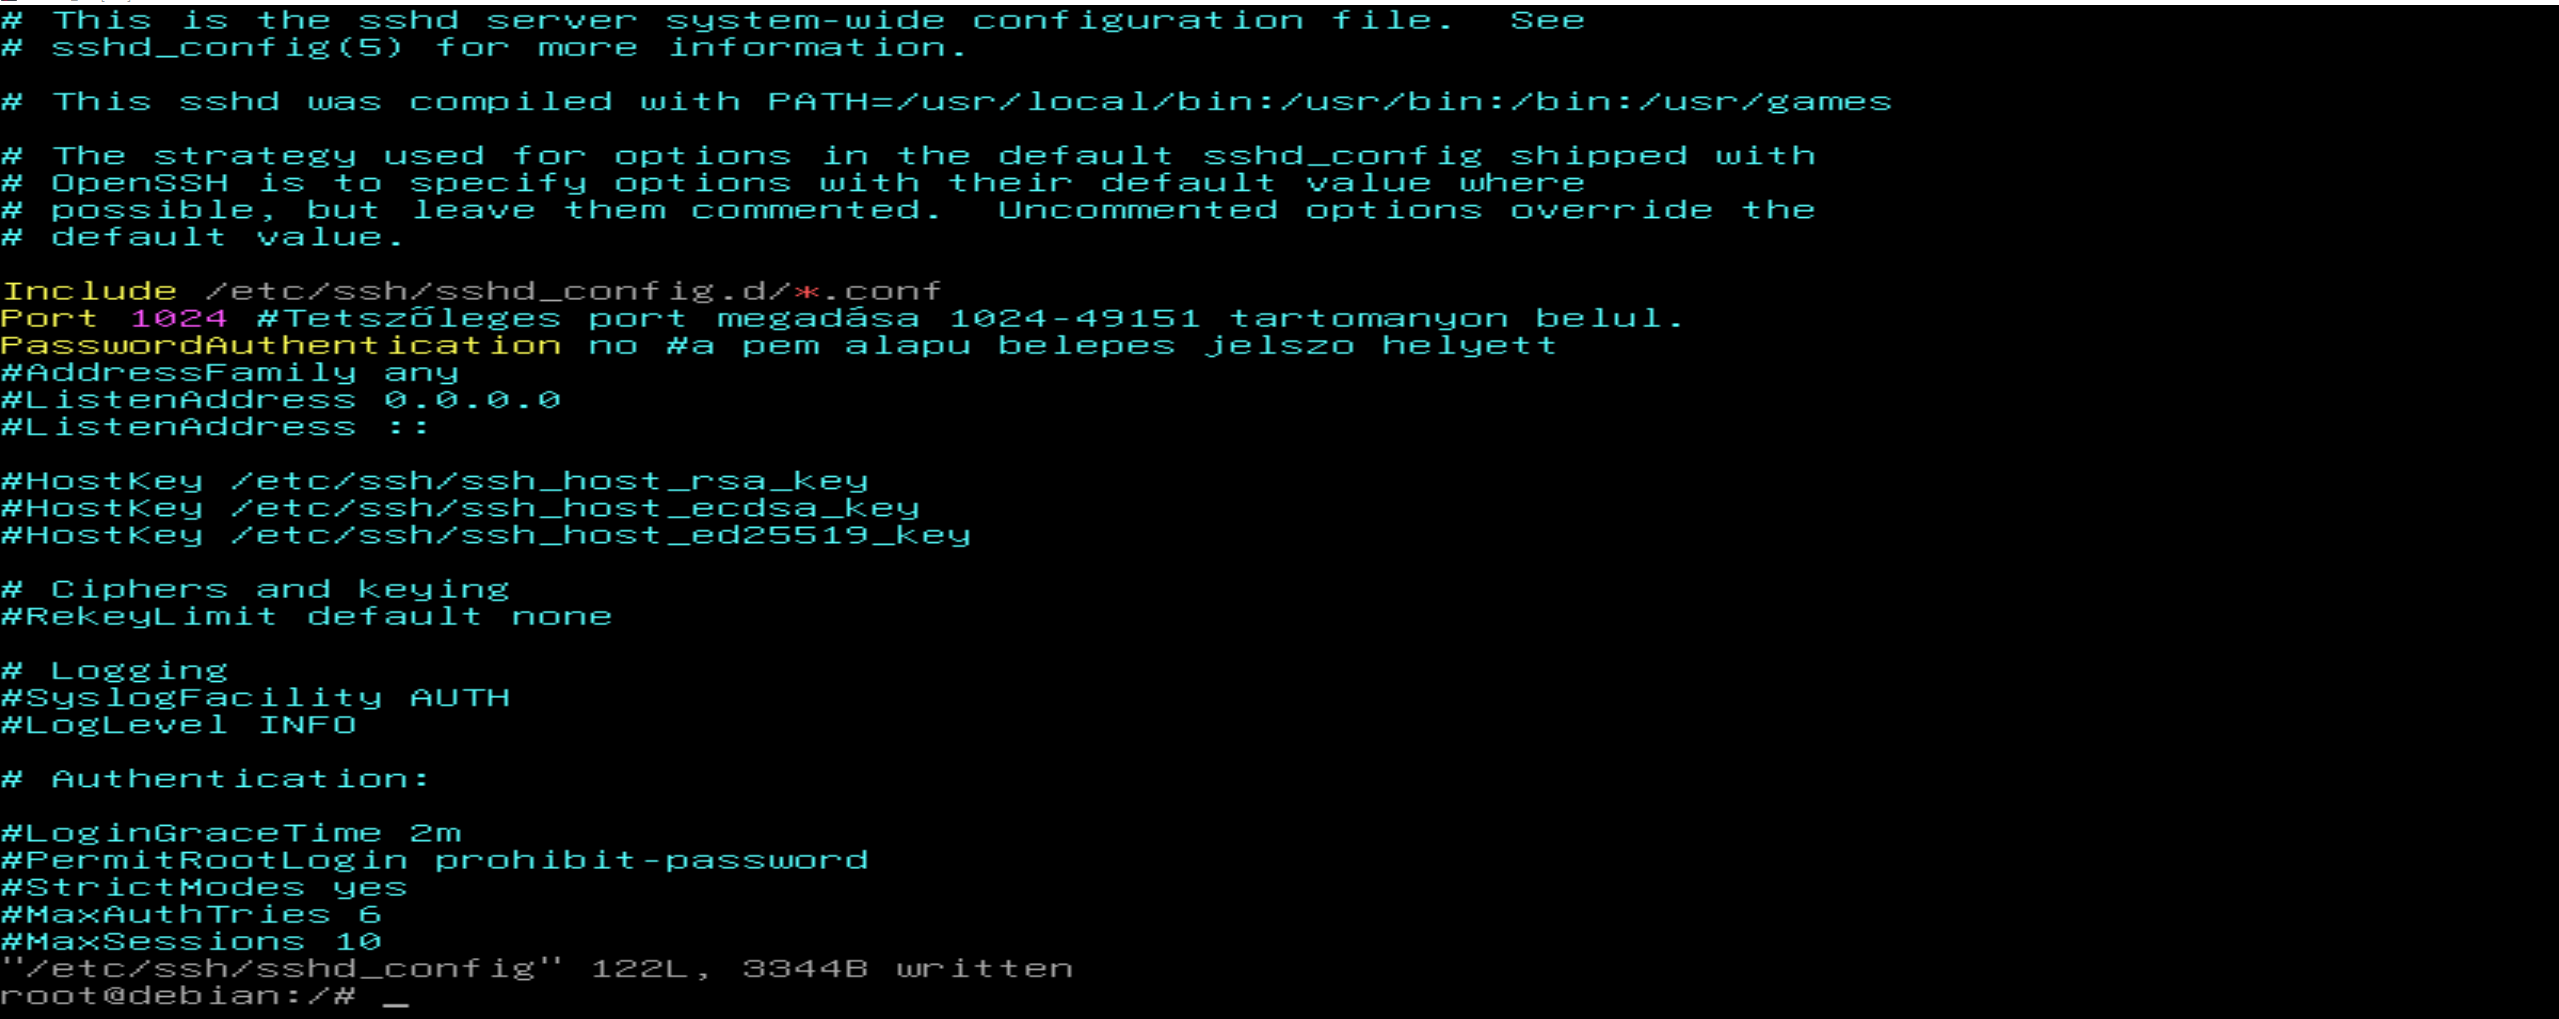 # This is the sshd server system-wide configuration file.  See
# sshd_config(5) for more information.
# This sshd was compiled with PATH=/usr/local/bin:/usr/bin:/bin:/usr/games
# The strategy used for options in the default sshd_config shipped with
# OpenSSH is to specify options with their default value where
# possible, but leave them commented.  Uncommented options override the
# default value.
Include /etc/ssh/sshd_config.d/*.conf
Port 1024 #Tetszőleges port megadása 1024-49151 tartomanyon belul.
PasswordAuthentication no #a pem alapu belepes jelszo helyett
#AddressFamily any
#ListenAddress 0.0.0.0
#ListenAddress ::
#HostKey /etc/ssh/ssh_host_rsa_key
#HostKey /etc/ssh/ssh_host_ecdsa_key
#HostKey /etc/ssh/ssh_host_ed25519_key
# Ciphers and keying
#RekeyLimit default none
# Logging
#SyslogFacility AUTH
#LogLevel INFO
# Authentication:
#LoginGraceTime 2m
#PermitRootLogin prohibit-password
#StrictModes yes
#MaxAuthTries 6
#MaxSessions 10
"/etc/ssh/sshd_config" 122L, 3344B written
root@debian:/# _